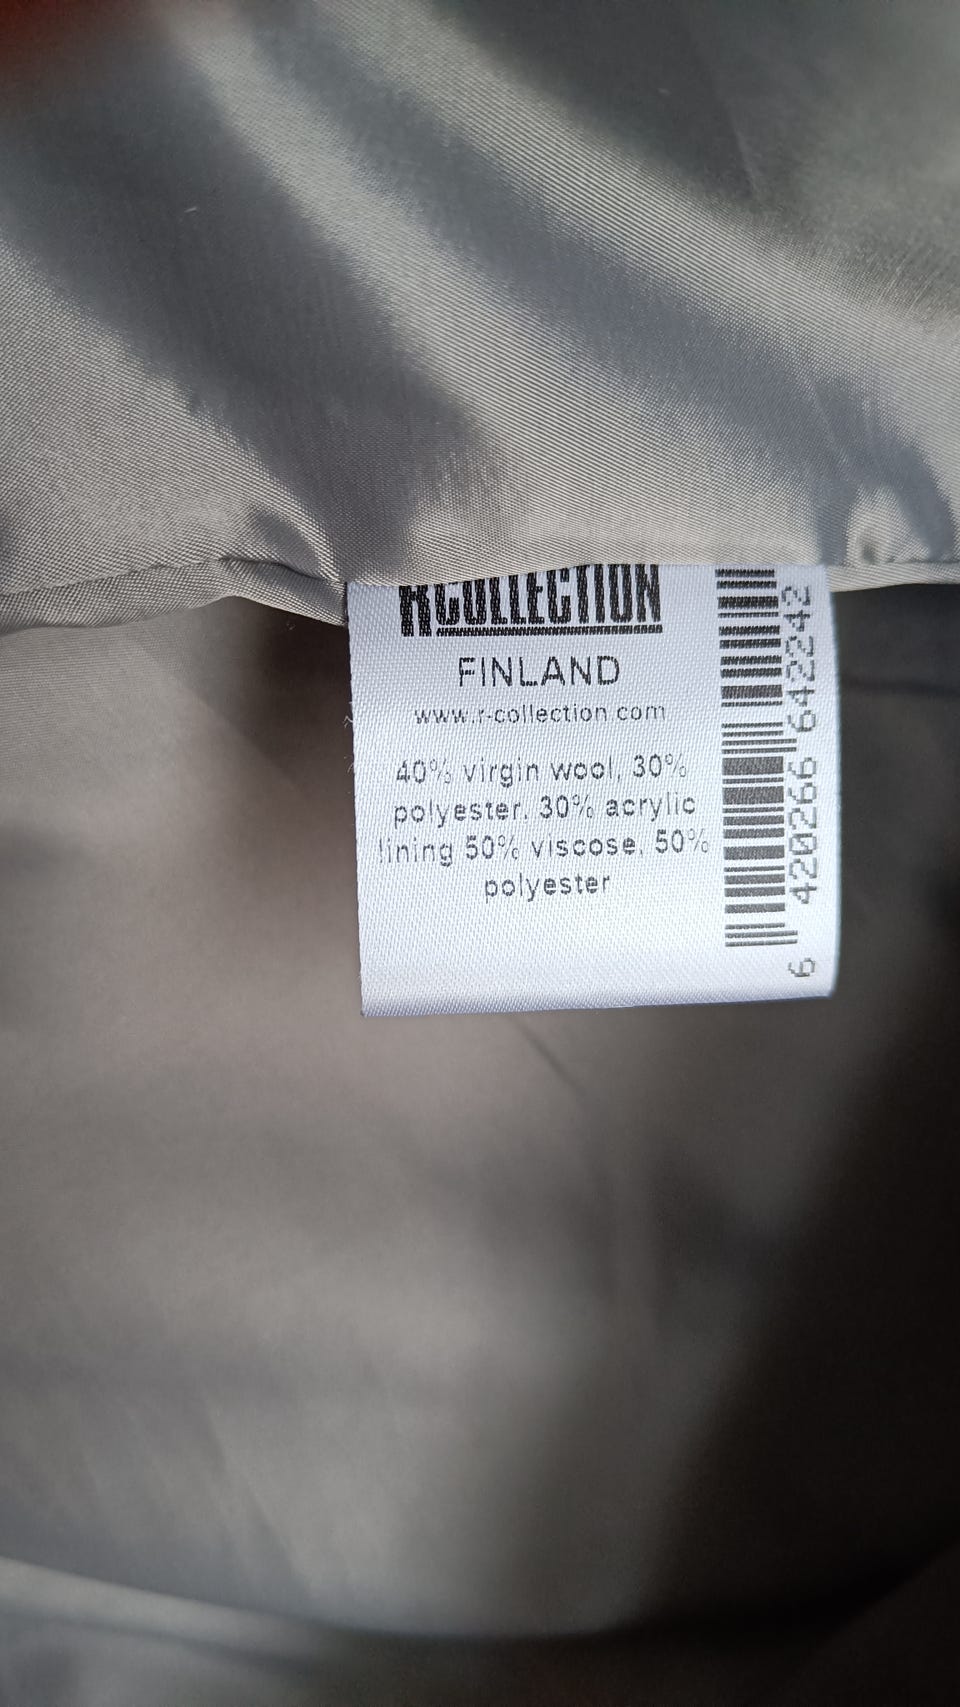 R-COLLECTION
FINLAND
www.r-collection.com
40% virgin wool, 30%
polyester, 30% acrylic
lining 50% viscose, 50%
polyester
6 420266 642242